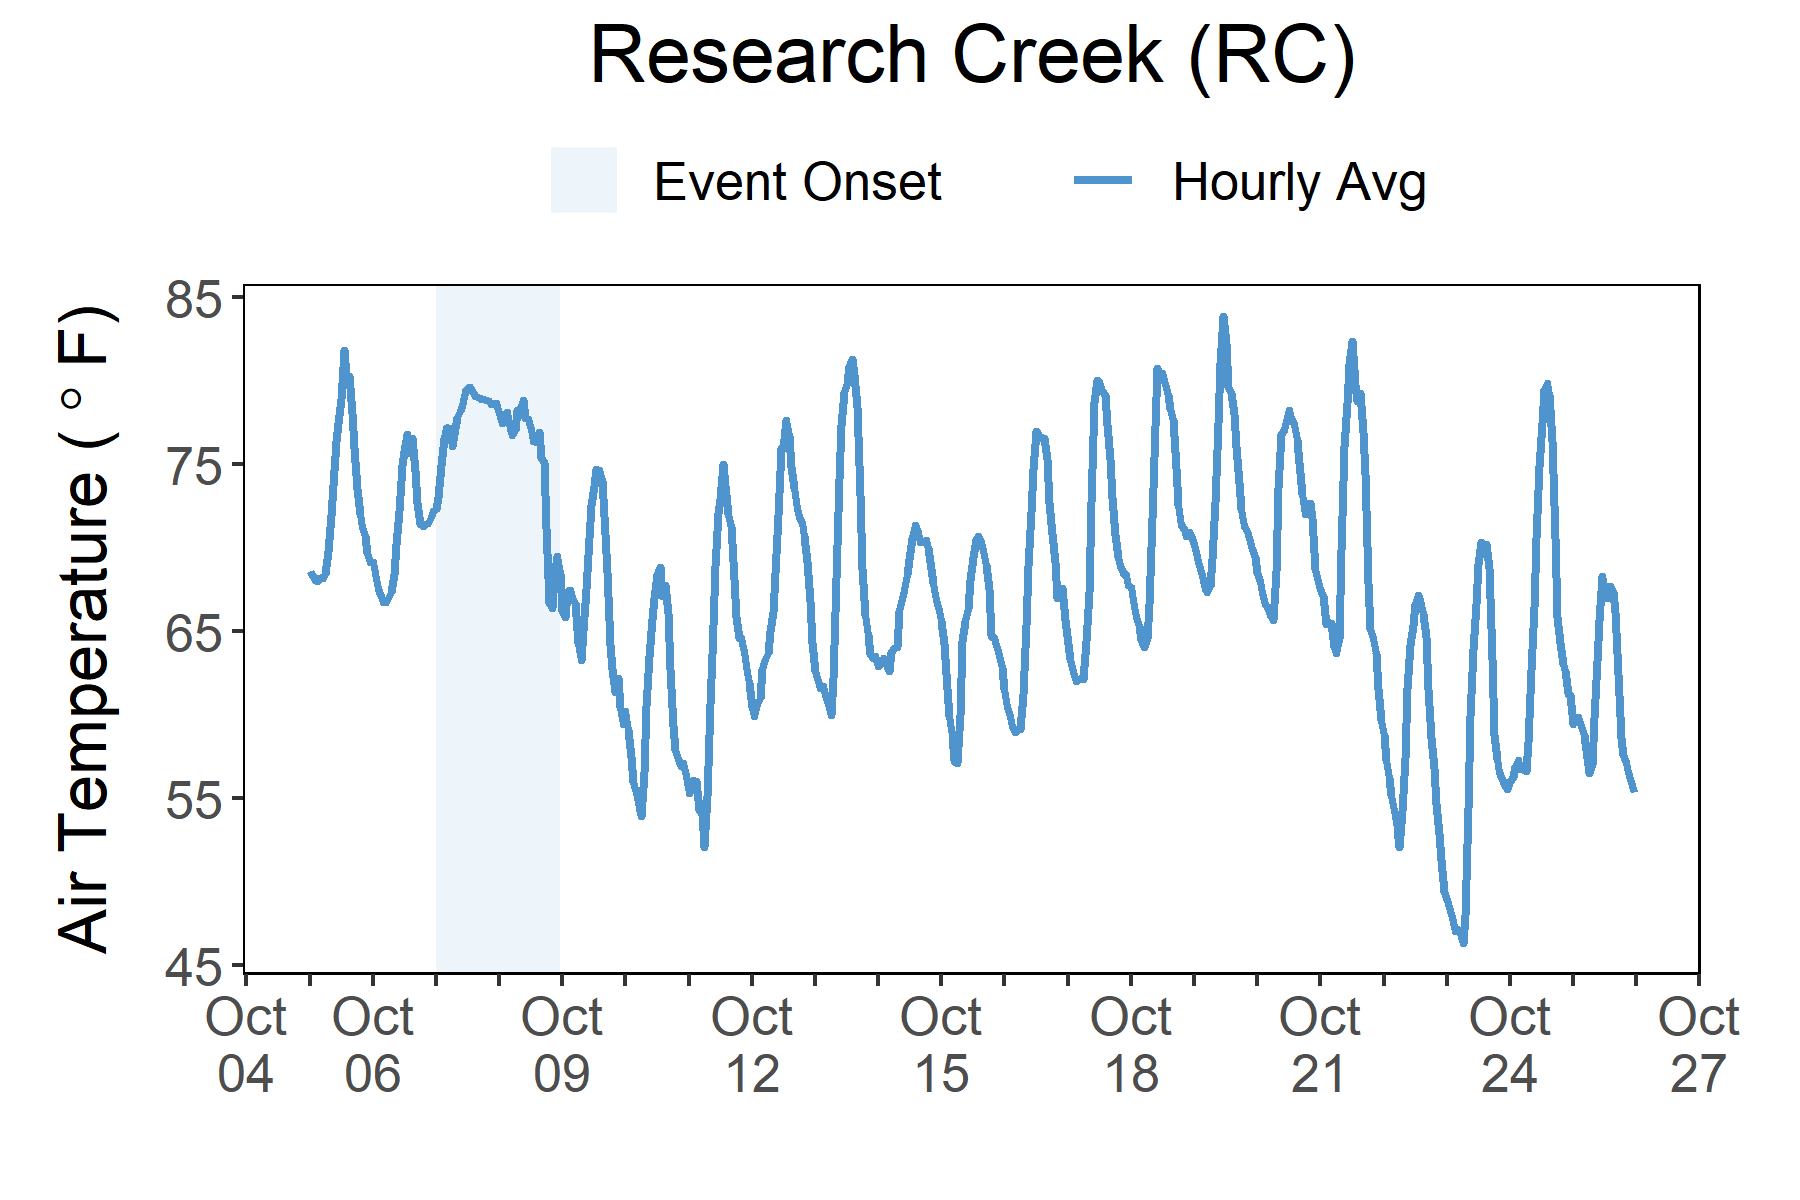 Research Creek (RC)
Event Onset Hourly Avg
Air Temperature ( ° F)
85
75
65
55
45
Oct Oct Oct Oct Oct Oct Oct Oct Oct
04 06 09 12 15 18 21 24 27